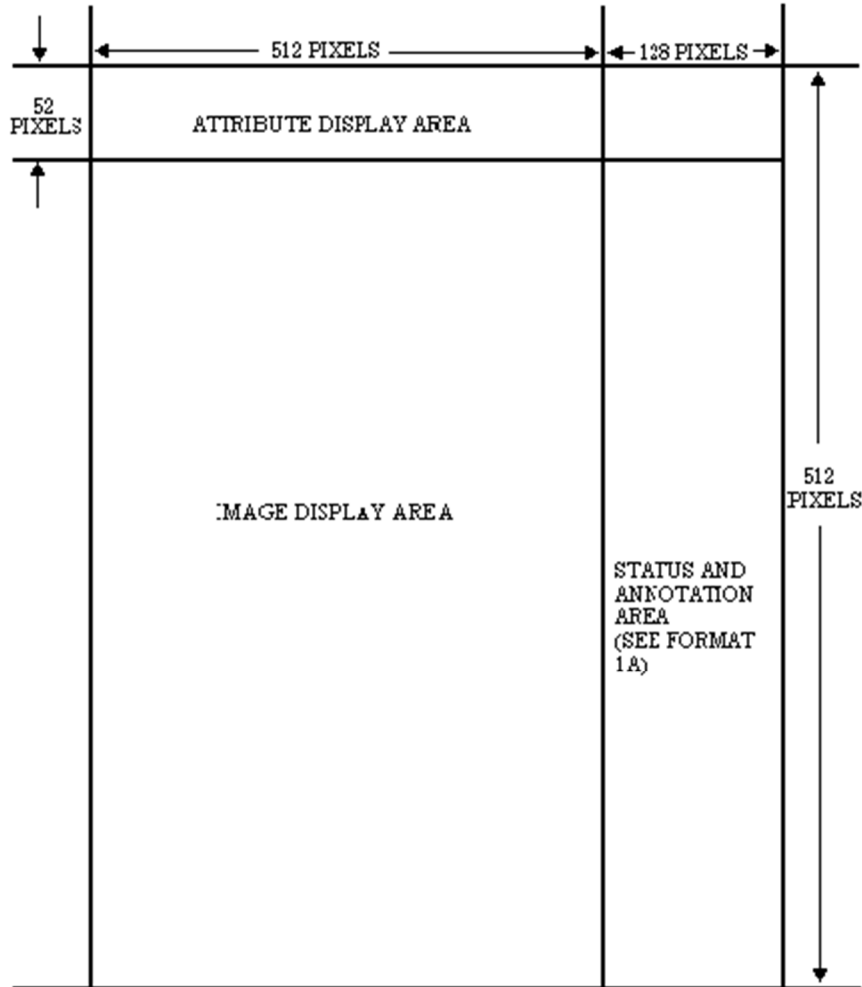 512 PIXELS
128 PIXELS
52
PIXELS
ATTRIBUTE DISPLAY AREA
512
PIXELS
IMAGE DISPLAY AREA
STATUS AND
ANNOTATION
AREA
(SEE FORMAT
1A)